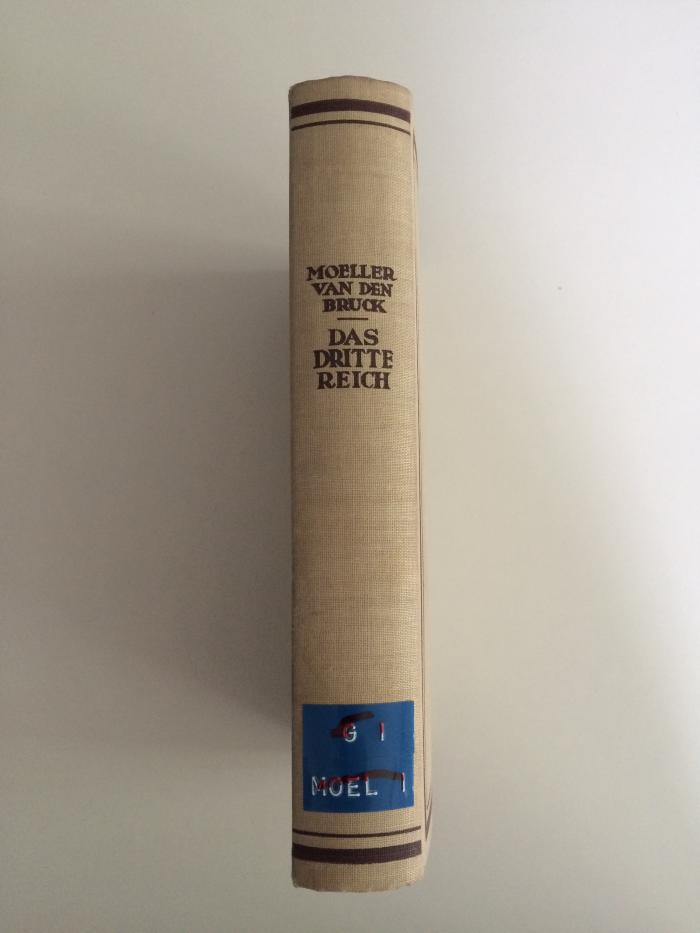 MOELLER
VAN DEN
BRUCK
DAS
DRITTE
REICH
G I
MOEL 1